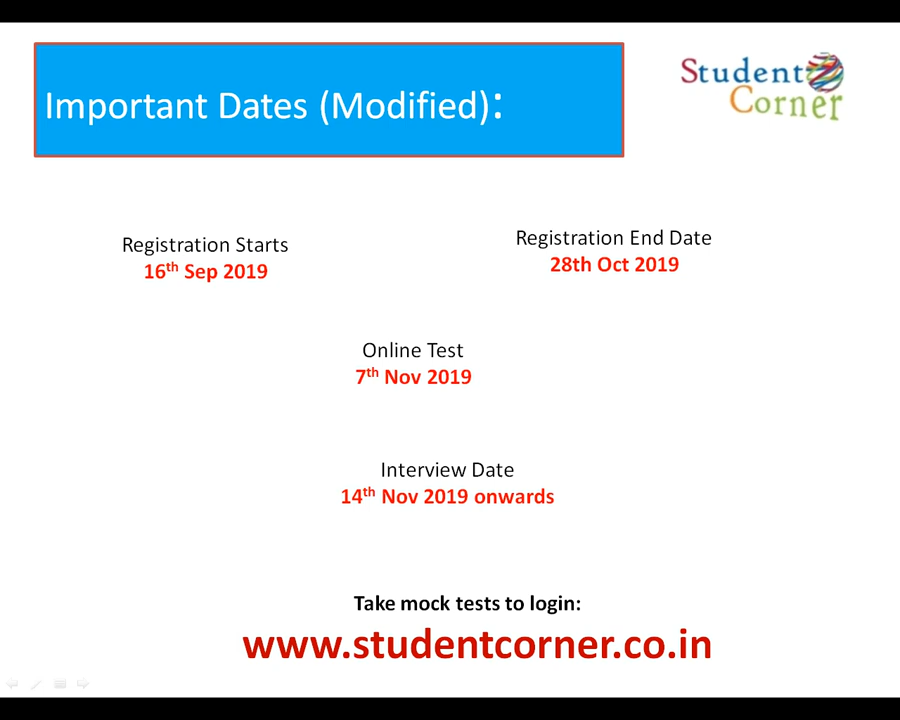 Important Dates (Modified):
Student
Corner
Registration Starts
16th Sep 2019
Registration End Date
28th Oct 2019
Online Test
7th Nov 2019
Interview Date
14th Nov 2019 onwards
Take mock tests to login:
www.studentcorner.co.in